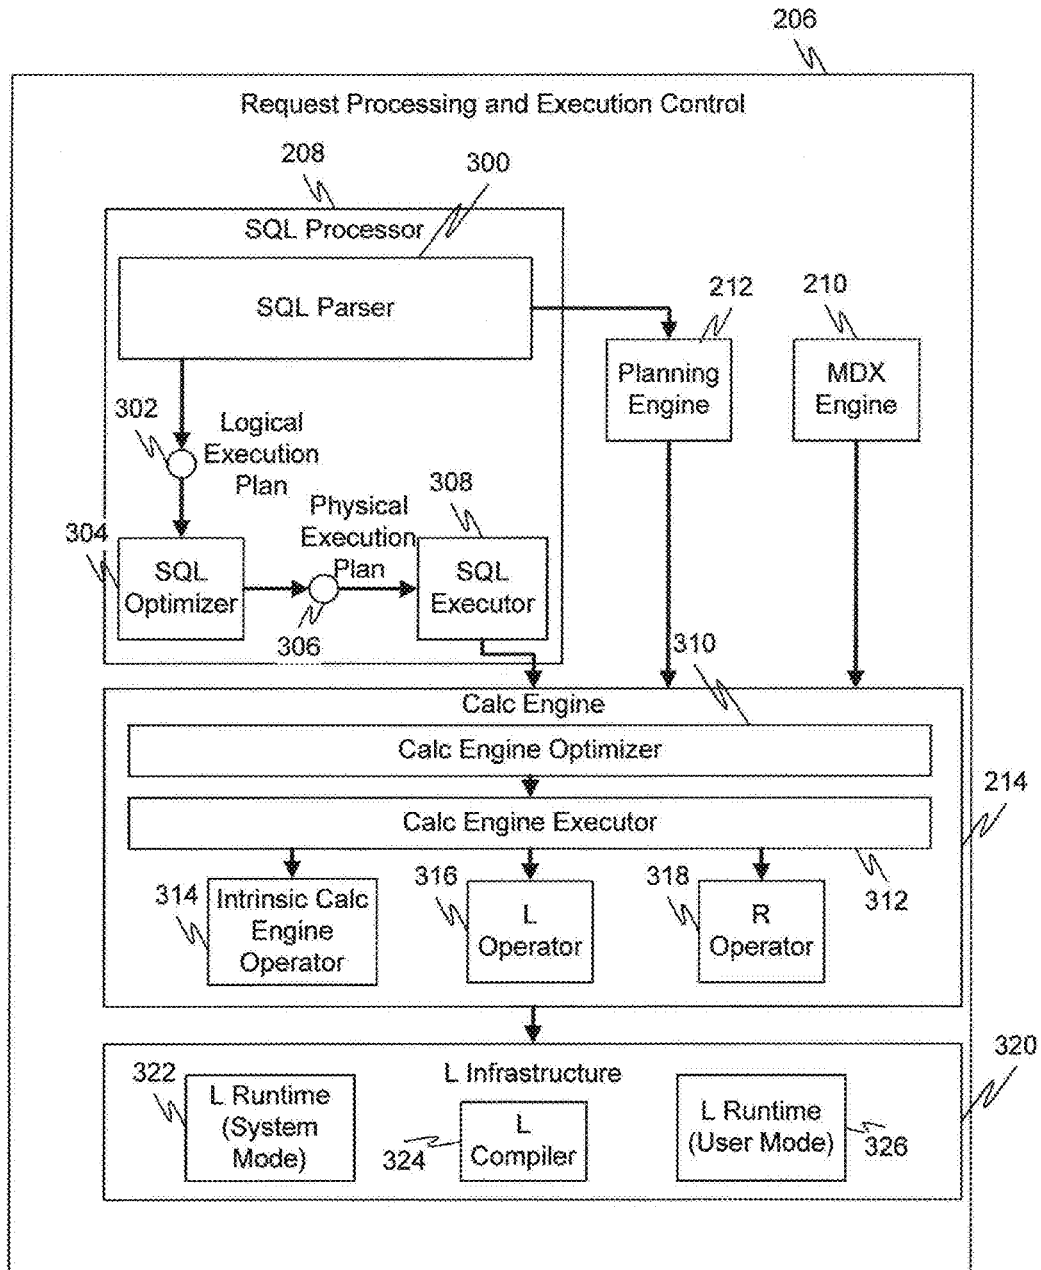 206
Request Processing and Execution Control
208
300
SQL Processor
SQL Parser
212
210
Planning
Engine
MDX
Engine
302
Logical
Execution
Plan
304
SQL
Optimizer
Physical
Execution
Plan
306
308
SQL
Executor
310
Calc Engine
Calc Engine Optimizer
214
Calc Engine Executor
312
314
Intrinsic Calc
Engine
Operator
316
L
Operator
318
R
Operator
320
L Infrastructure
322
L Runtime
(System
Mode)
324
L
Compiler
L Runtime
(User Mode)
326